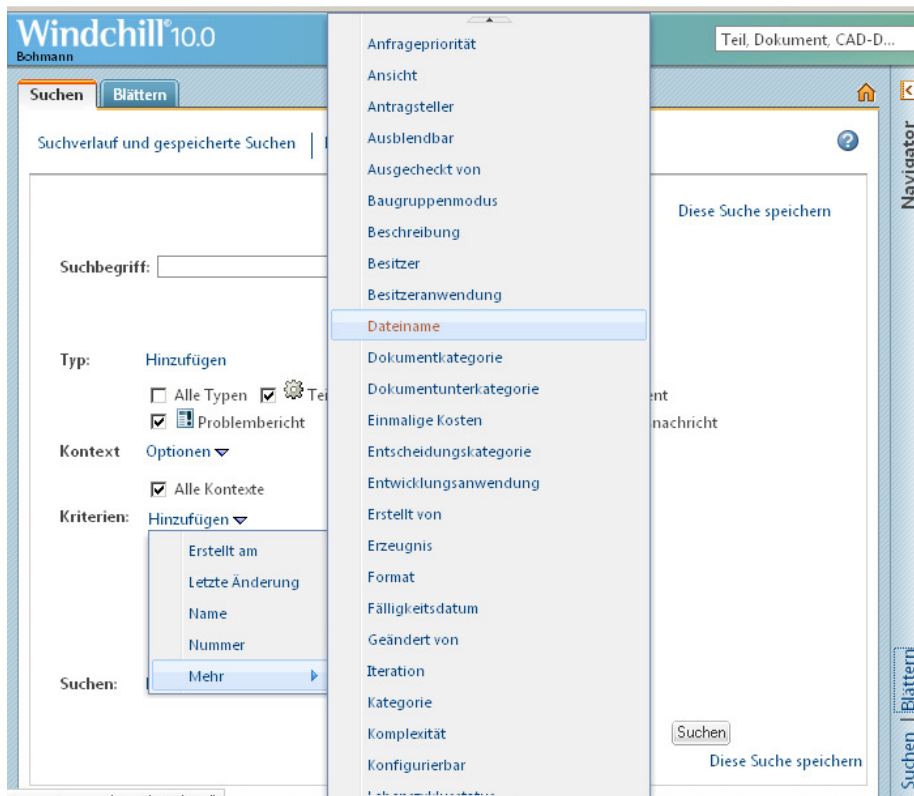 Windchill® 10.0
Bohmann
Teil, Dokument, CAD-D...
Suchen
Blättern
Navigator
Suchverlauf und gespeicherte Suchen
Diese Suche speichern
Suchbegriff:
Typ:
Hinzufügen
Alle Typen
Problembericht
Kontext
Optionen
Alle Kontexte
Kriterien:
Hinzufügen
Erstellt am
Letzte Änderung
Name
Nummer
Mehr
Suchen:
Anfragepriorität
Ansicht
Antragsteller
Ausblendbar
Ausgecheckt von
Baugruppenmodus
Beschreibung
Besitzer
Besitzeranwendung
Dateiname
Dokumentkategorie
Dokumentunterkategorie
Einmalige Kosten
Entscheidungskategorie
Entwicklungsanwendung
Erstellt von
Erzeugnis
Format
Fälligkeitsdatum
Geändert von
Iteration
Kategorie
Komplexität
Konfigurierbar
Suchen
Diese Suche speichern
Suchen | Blättern